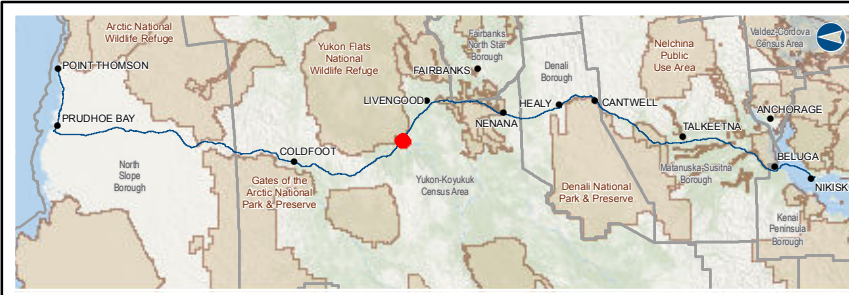 Arctic National
Wildlife Refuge
POINT THOMSON
PRUDHOE BAY
North
Slope
Borough
COLDFOOT
Gates of the
Arctic National
Park & Preserve
Yukon Flats
National
Wildlife Refuge
LIVENGOOD
FAIRBANKS
Fairbanks
North Star
Borough
NENANA
Yukon-Koyukuk
Census Area
HEALY
Denali
Borough
CANTWELL
Denali National
Park & Preserve
Nelchina
Public
Use Area
TALKEETNA
Matanuska-Susitna
Borough
Valdez-Cordova
Census Area
ANCHORAGE
BELUGA
NIKISK
Kenai
Peninsula
Borough